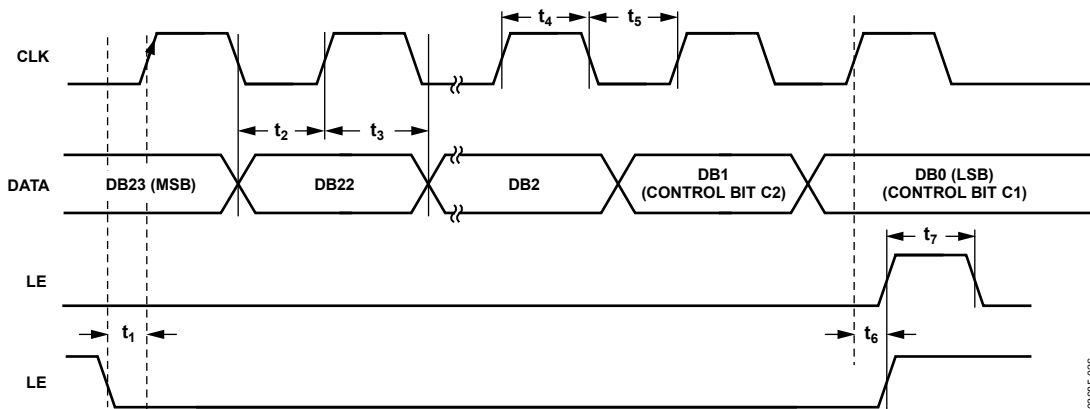 t4
t5
CLK
t2
t3
DATA
DB23 (MSB)
DB22
DB2
DB1
(CONTROL BIT C2)
DB0 (LSB)
(CONTROL BIT C1)
t7
LE
t1
t6
LE